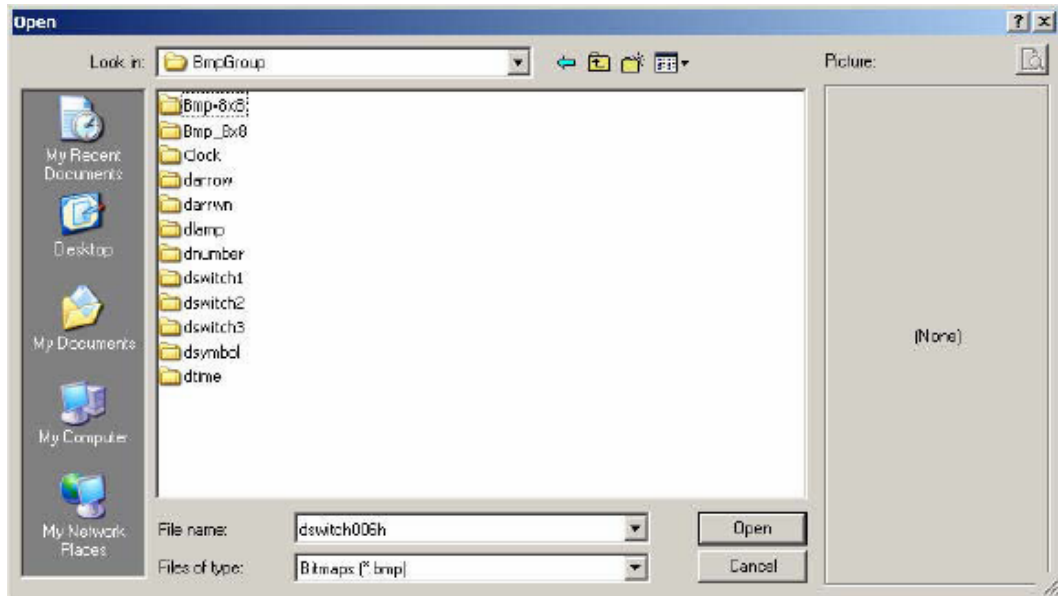 Open
Look in:
BmpGroup
Picture:
Bmp-8x8
Bmp_8x8
Clock
darrow
darrwn
dlamp
dnumber
dswitch1
dswitch2
dswitch3
dsymbol
dtime
My Recent
Documents
Desktop
My Documents
My Computer
My Network
Places
(None)
File name:
dswitch006h
Open
Files of type:
Bitmaps (*.bmp)
Cancel